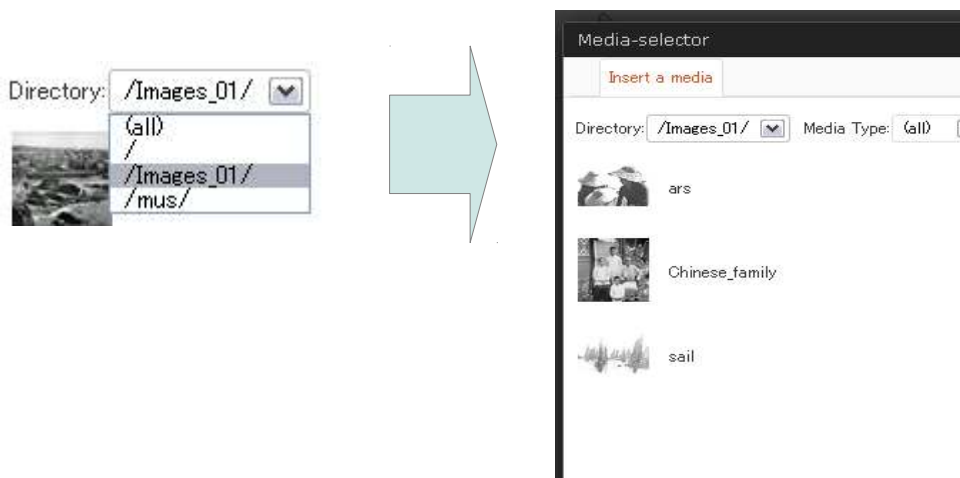 Directory: /Images_01/
(all)
/
/Images_01/
/mus/
Media-selector
Insert a media
Directory: /Images_01/ Media Type: (all)
ars
Chinese_family
sail